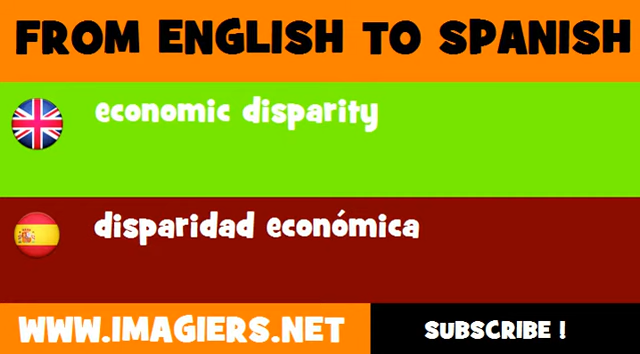 FROM ENGLISH TO SPANISH
economic disparity
disparidad económica
WWW.IMAGIERS.NET
SUBSCRIBE !